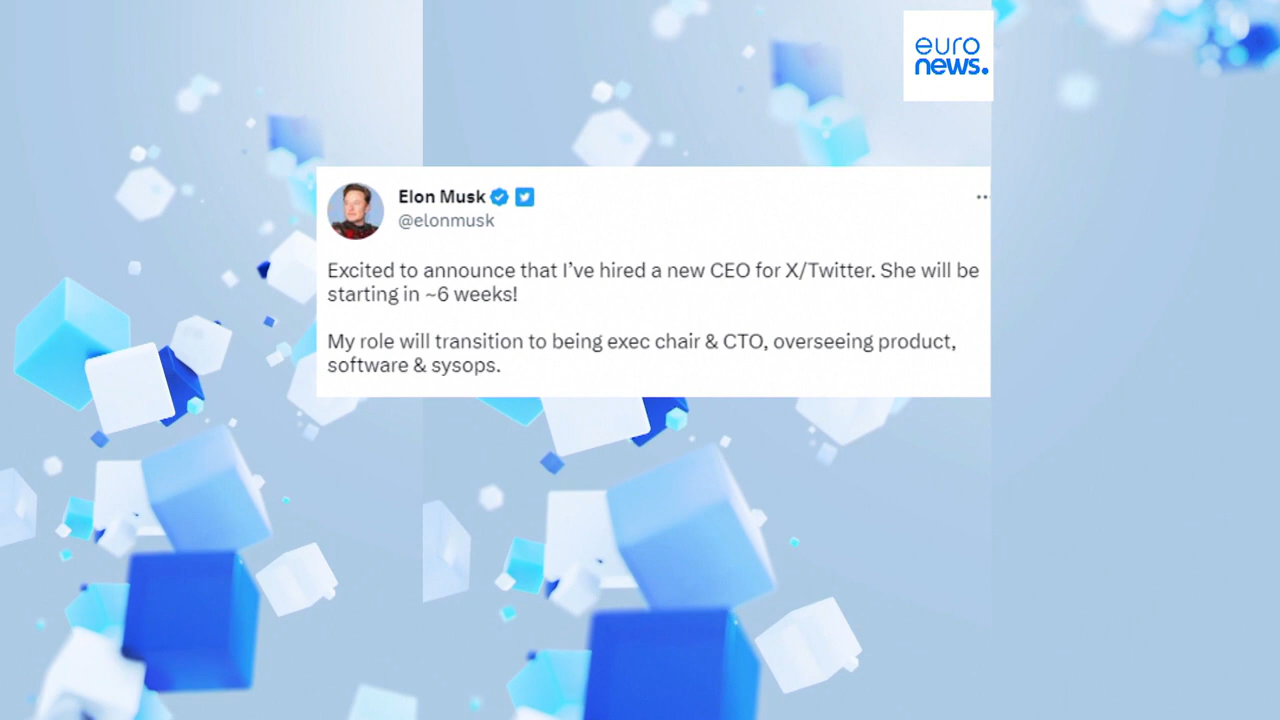 euro
news.
Elon Musk
@elonmusk
Excited to announce that I’ve hired a new CEO for X/Twitter. She will be
starting in ~6 weeks!
My role will transition to being exec chair & CTO, overseeing product,
software & sysops.